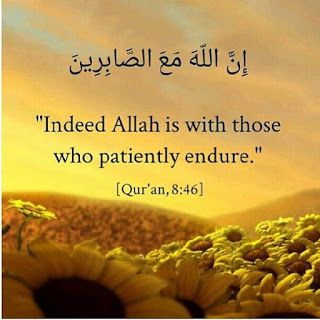 إِنَّ اللّهَ مَعَ الصَّابِرِينَ
"Indeed Allah is with those
who patiently endure."
[Qur'an, 8:46]